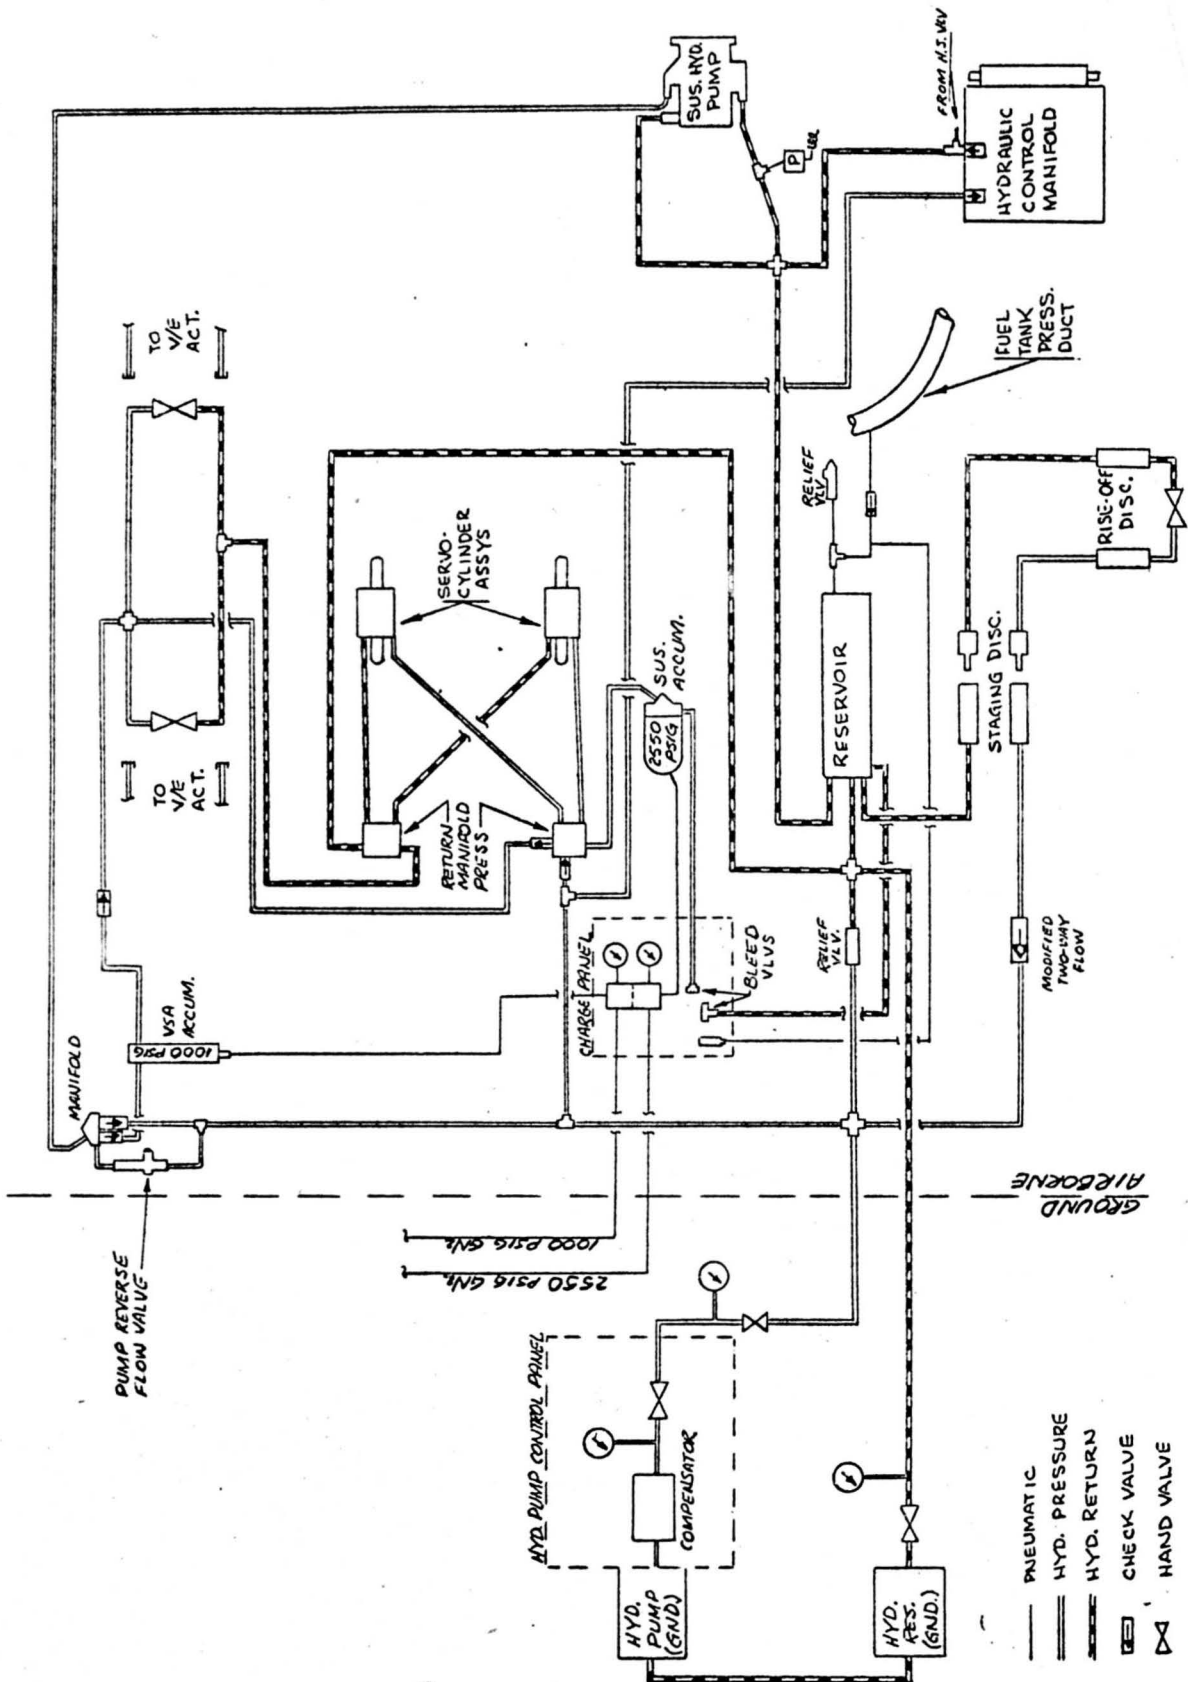 PUMP REVERSE
FLOW VALVE
MANIFOLD
1000 PSIG
VSA
ACCUM.
TO
V/E
ACT.
TO
V/E
ACT.
SUS. HYD.
PUMP
P
FROM H.S. VLV
HYDRAULIC
CONTROL
MANIFOLD
SERVO-
CYLINDER
ASSYS
RETURN
MANIFOLD
PRESS
SUS.
ACCUM.
2550
PSIG
CHARGE PANEL
BLEED
VLVS
RELIEF
VLV.
RESERVOIR
RELIEF
VLV
FUEL
TANK
PRESS.
DUCT
STAGING DISC.
RISE-OFF
DISC.
MODIFIED
TWO-WAY
FLOW
AIRBORNE
GROUND
1000 PSIG GN2
2550 PSIG GN2
HYD. PUMP CONTROL PANEL
COMPENSATOR
HYD.
PUMP
(GND.)
HYD.
RES.
(GND.)
PNEUMATIC
HYD. PRESSURE
HYD. RETURN
CHECK VALVE
HAND VALVE